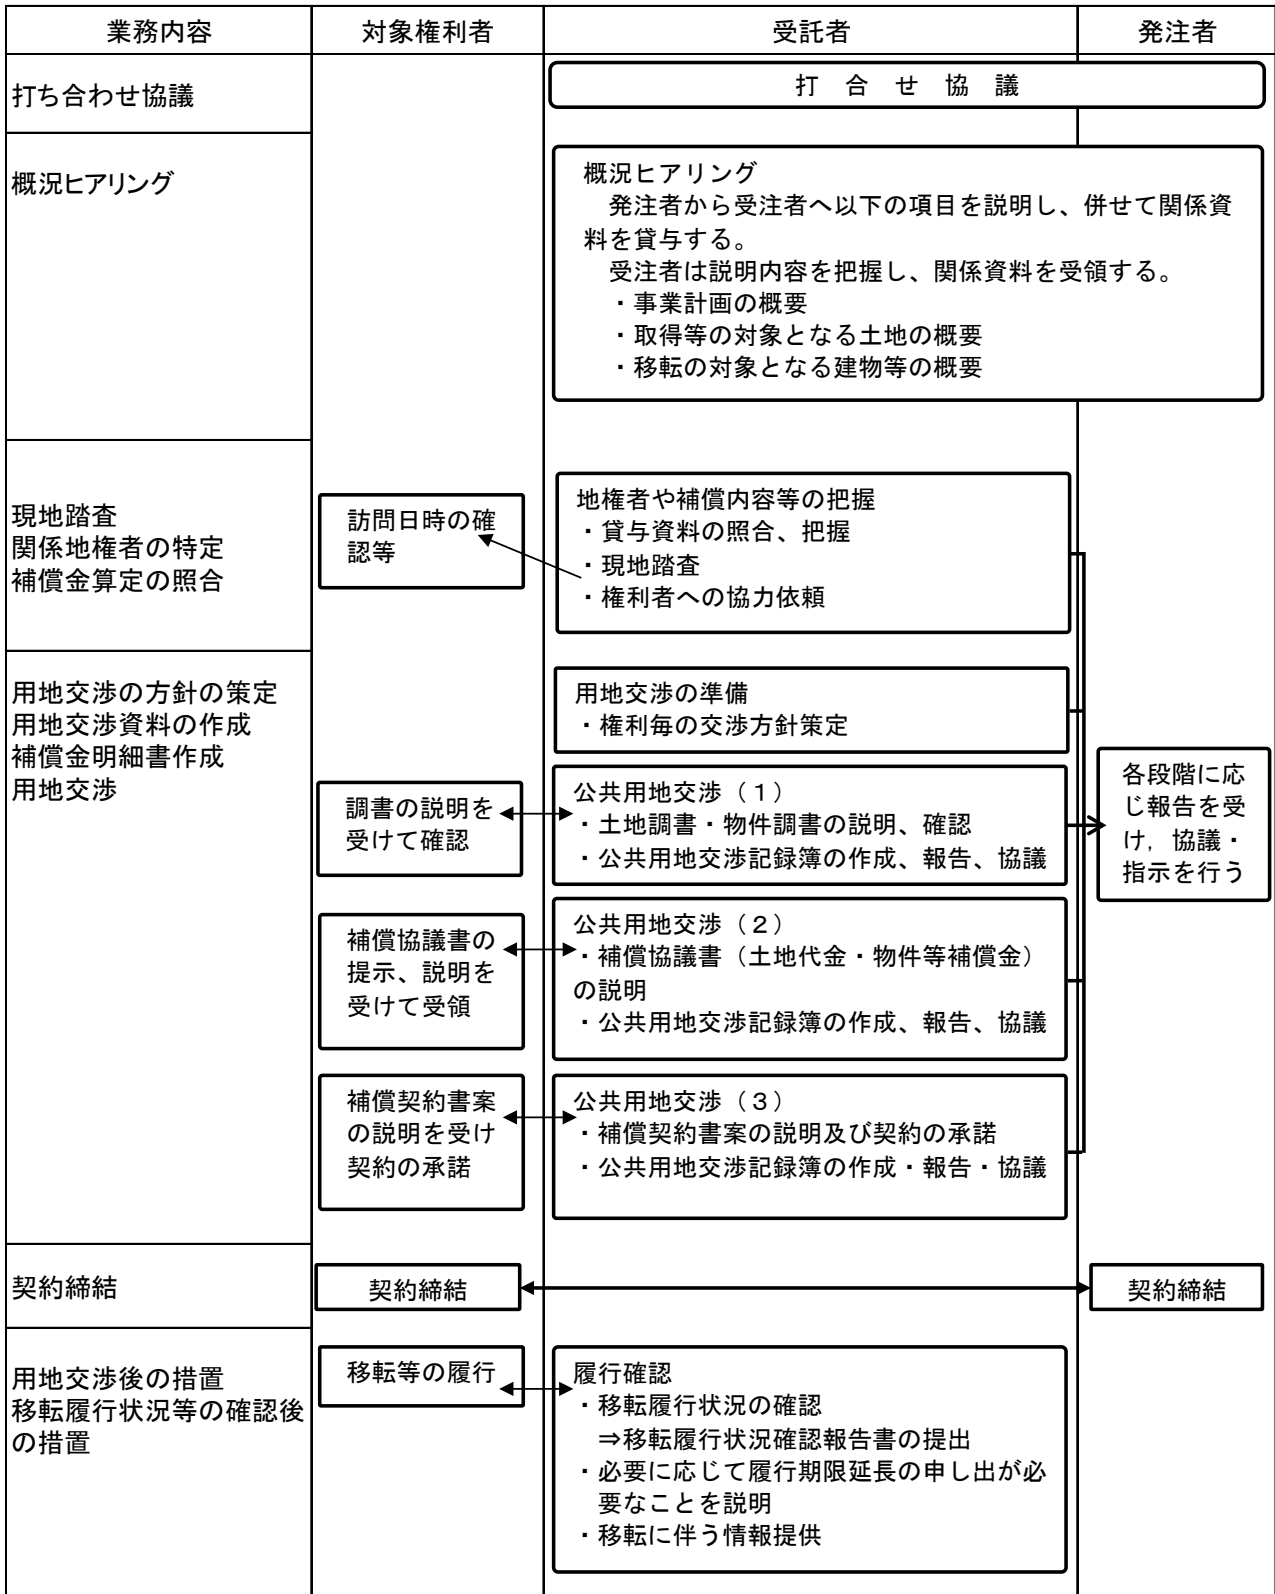 業務内容
対象権利者
受託者
発注者
打ち合わせ協議
打 合 せ 協 議
概況ヒアリング
概況ヒアリング
発注者から受注者へ以下の項目を説明し、併せて関係資
料を貸与する。
受注者は説明内容を把握し、関係資料を受領する。
・事業計画の概要
・取得等の対象となる土地の概要
・移転の対象となる建物等の概要
現地踏査
関係地権者の特定
補償金算定の照合
訪問日時の確
認等
地権者や補償内容等の把握
・貸与資料の照合、把握
・現地踏査
・権利者への協力依頼
用地交渉の方針の策定
用地交渉資料の作成
補償金明細書作成
用地交渉
用地交渉の準備
・権利毎の交渉方針策定
調書の説明を
受けて確認
公共用地交渉（１）
・土地調書・物件調書の説明、確認
・公共用地交渉記録簿の作成、報告、協議
各段階に応
じ報告を受
け，協議・
指示を行う
補償協議書の
提示、説明を
受けて受領
公共用地交渉（２）
・補償協議書（土地代金・物件等補償金）
の説明
・公共用地交渉記録簿の作成、報告、協議
補償契約書案
の説明を受け
契約の承諾
公共用地交渉（３）
・補償契約書案の説明及び契約の承諾
・公共用地交渉記録簿の作成・報告・協議
契約締結
契約締結
契約締結
用地交渉後の措置
移転履行状況等の確認後
の措置
移転等の履行
履行確認
・移転履行状況の確認
⇒移転履行状況確認報告書の提出
・必要に応じて履行期限延長の申し出が必
要なことを説明
・移転に伴う情報提供